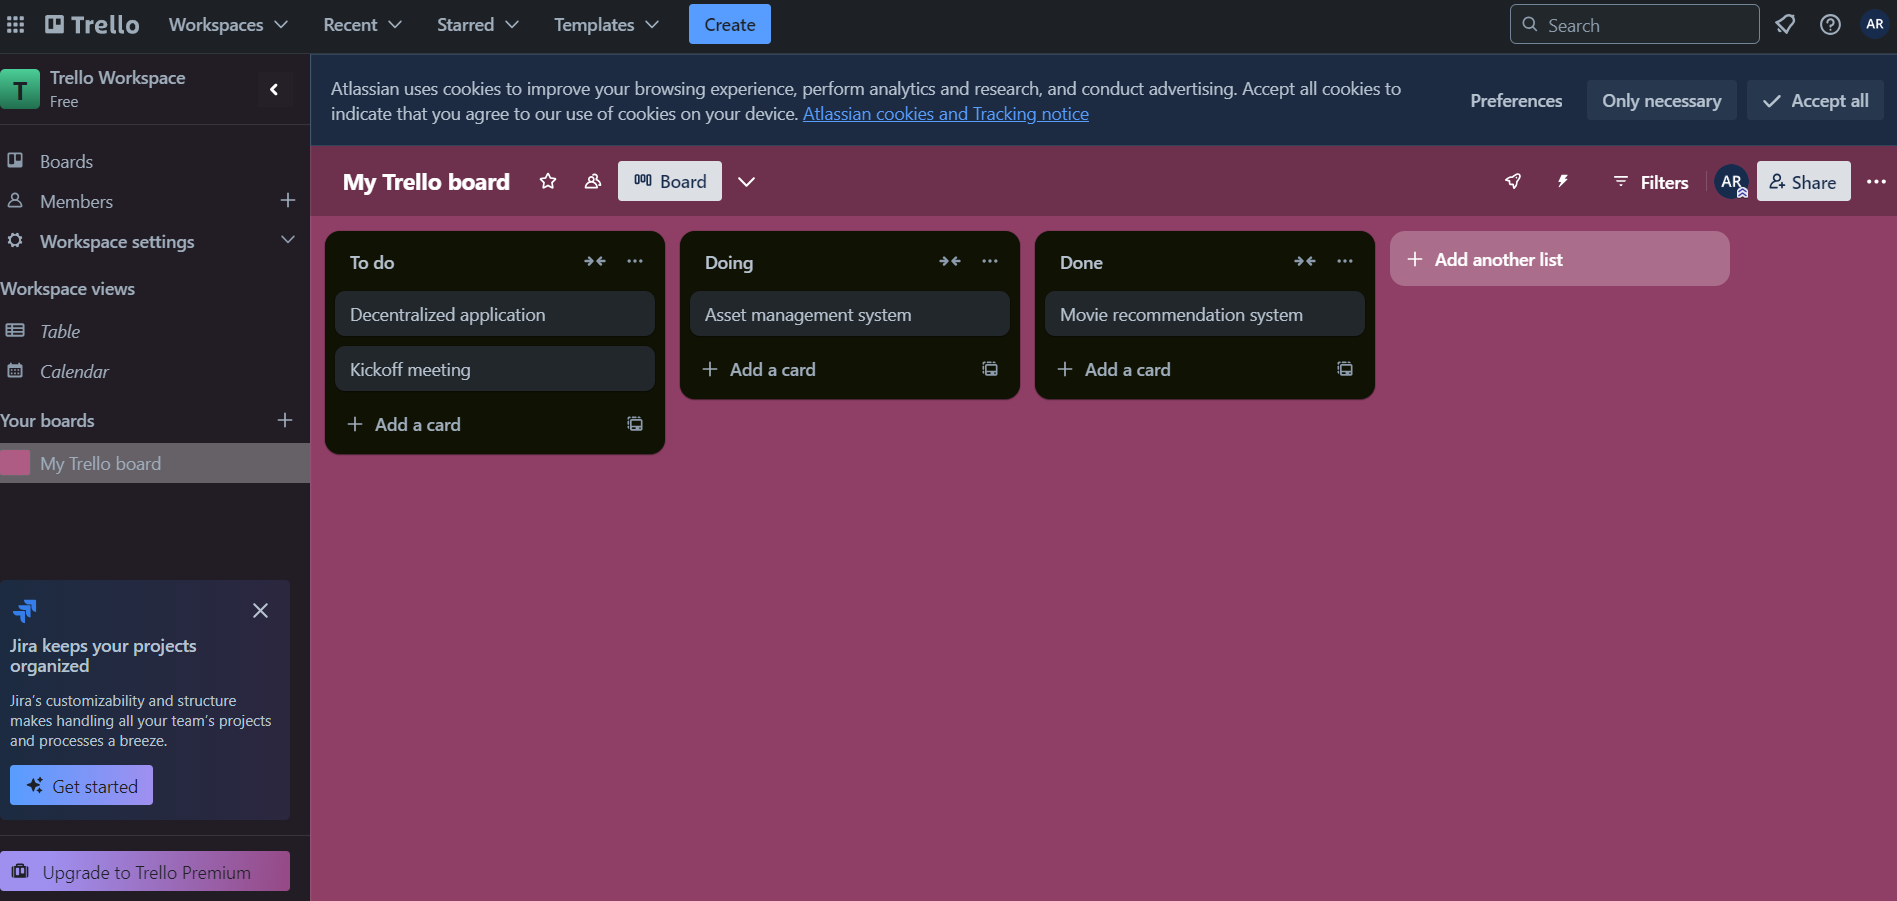 Trello
Workspaces
Recent
Starred
Templates
Create
Search
AR
T
Trello Workspace
Free
Atlassian uses cookies to improve your browsing experience, perform analytics and research, and conduct advertising. Accept all cookies to
indicate that you agree to our use of cookies on your device. Atlassian cookies and Tracking notice
Preferences
Only necessary
Accept all
Boards
Members
Workspace settings
Workspace views
Table
Calendar
Your boards
My Trello board
Jira keeps your projects
organized
Jira's customizability and structure
makes handling all your team's projects
and processes a breeze.
Get started
Upgrade to Trello Premium
My Trello board
Board
Filters
AR
Share
To do
Decentralized application
Kickoff meeting
Add a card
Doing
Asset management system
Add a card
Done
Movie recommendation system
Add a card
Add another list